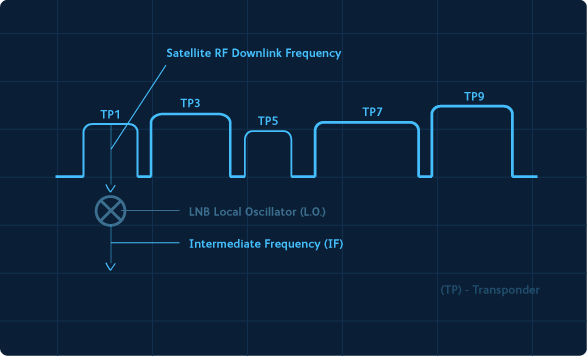 Satellite RF Downlink Frequency
TP1
TP3
TP5
TP7
TP9
LNB Local Oscillator (L.O.)
Intermediate Frequency (IF)
(TP) - Transponder